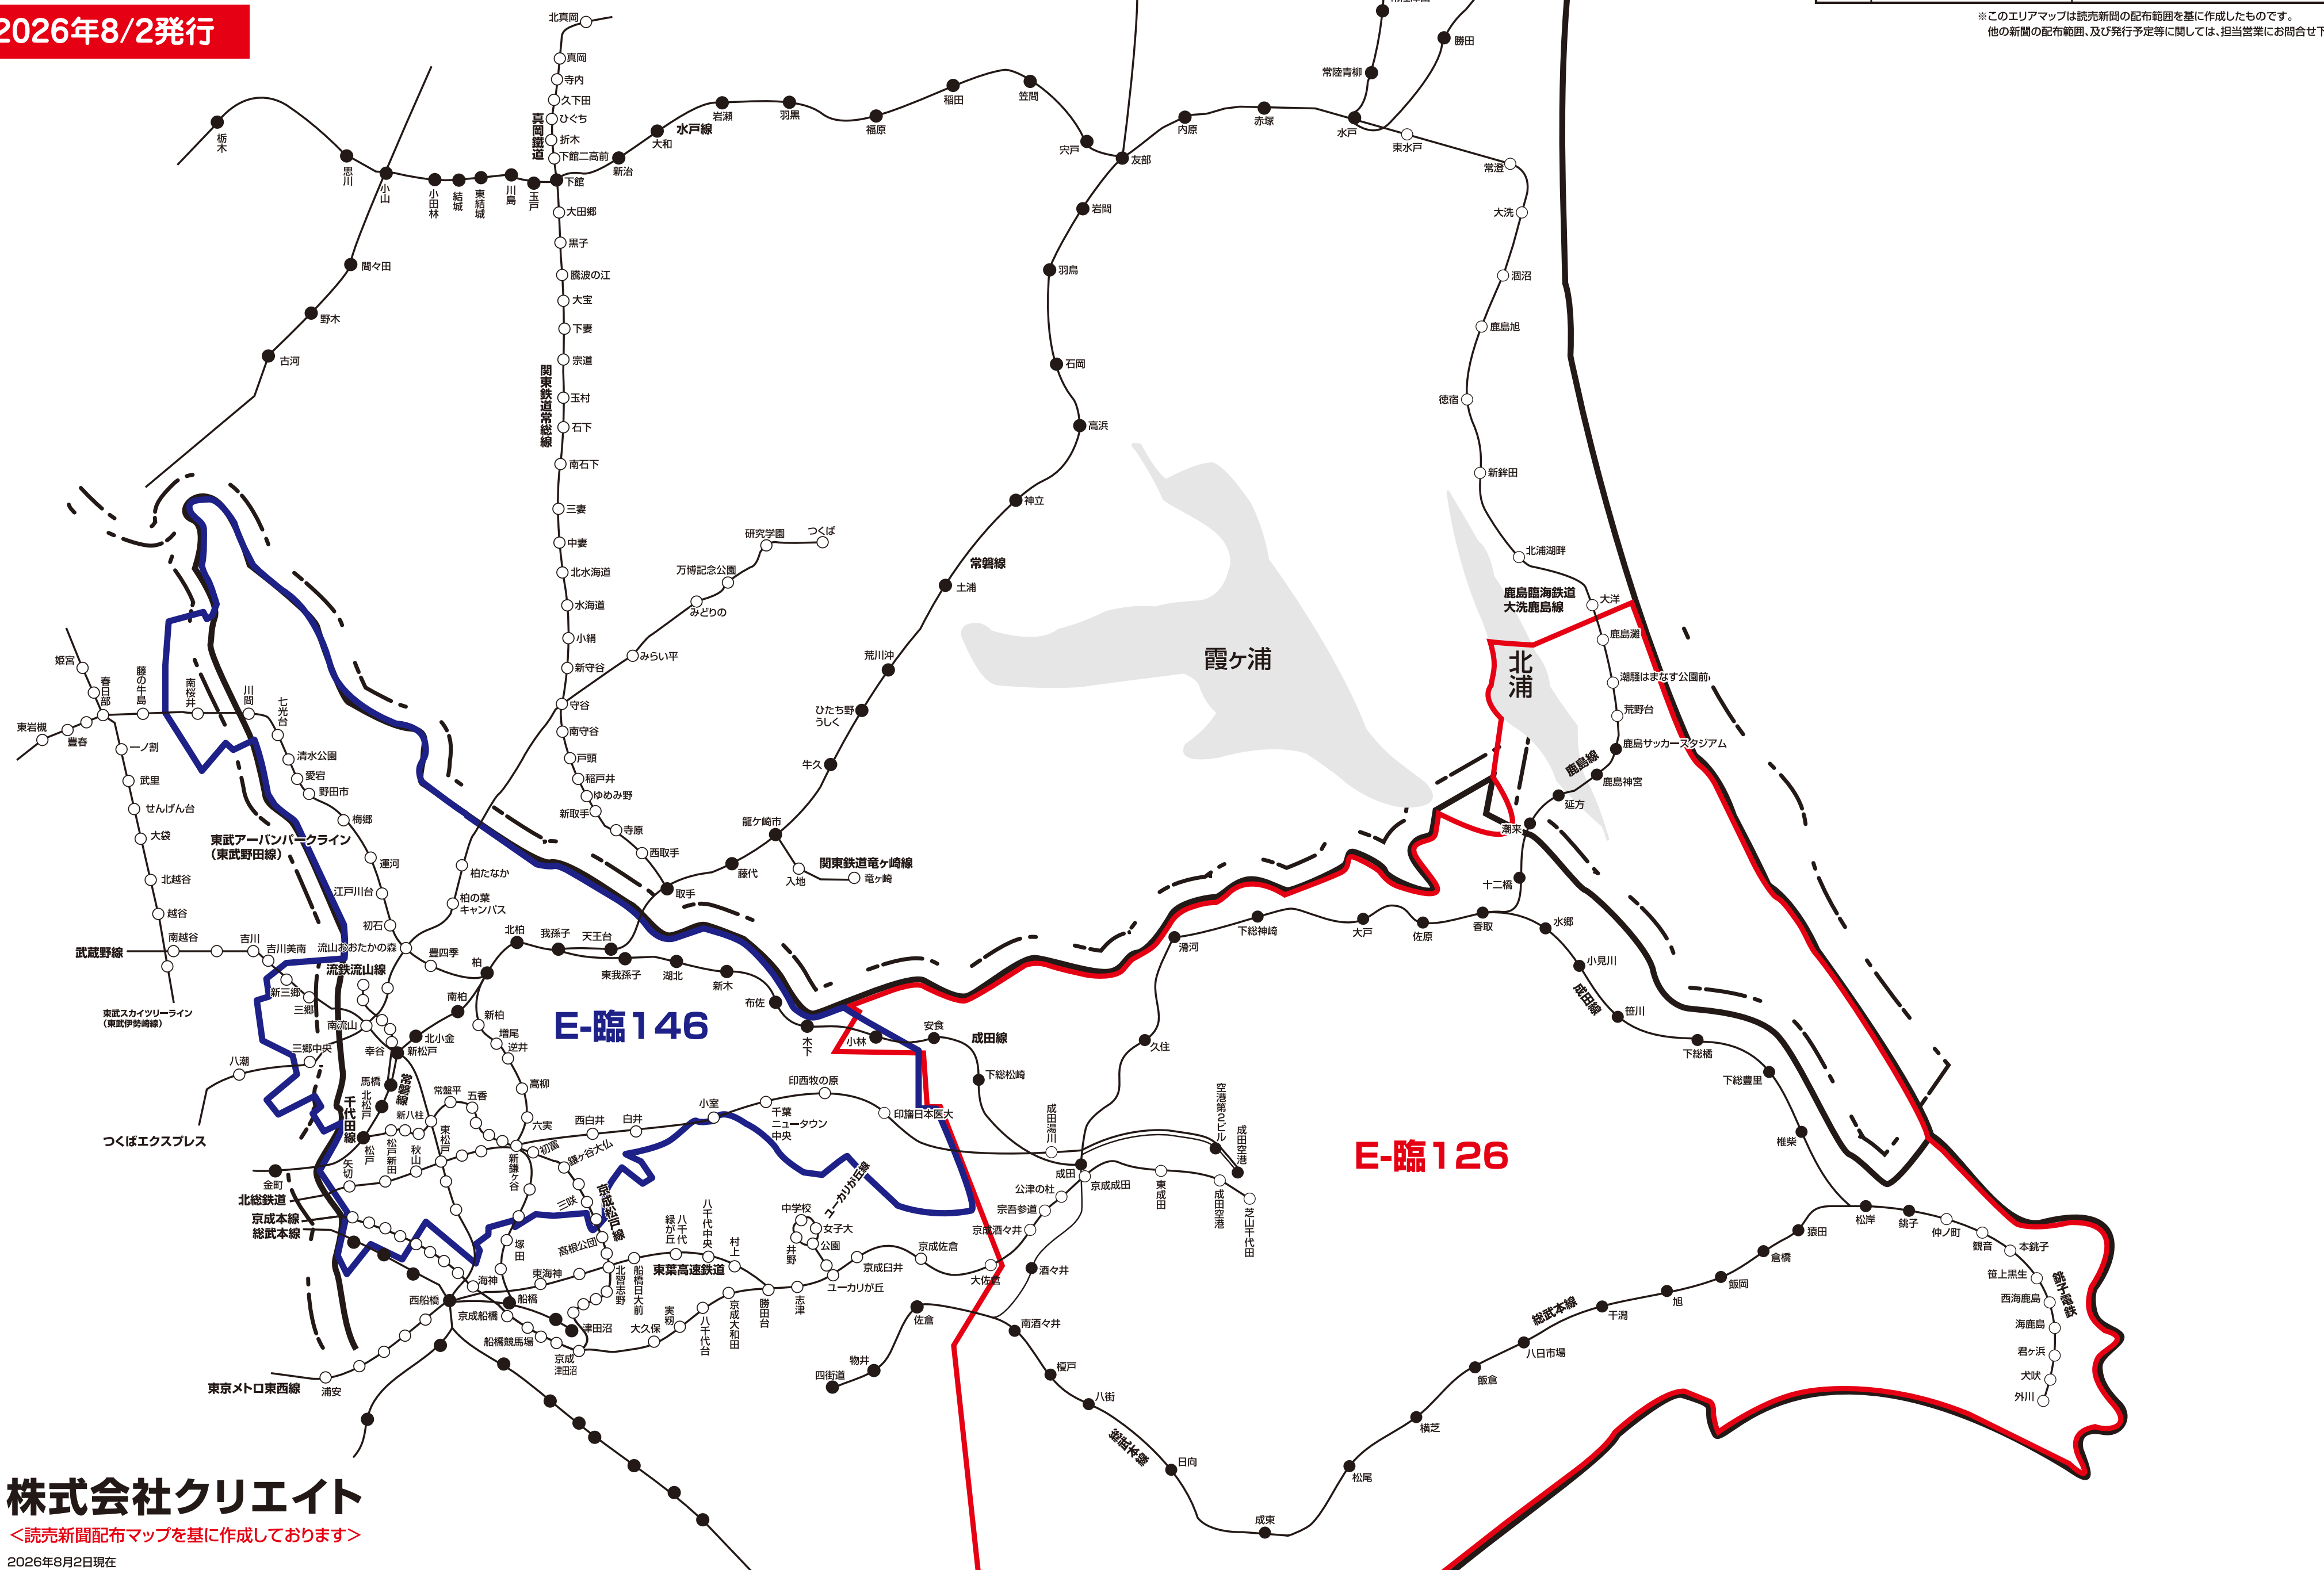 2026年8/2発行
※このエリアマップは読売新聞の配布範囲を基に作成したものです。
他の新聞の配布範囲、及び発行予定等に関しては、担当営業にお問合せ下
北真岡
真岡
寺内
久下田
ひぐち
折木
下館二高前
真岡鐵道
水戸線
栃木
思川
小山
小田林
結城
東結城
川島
玉戸
下館
新治
大和
岩瀬
羽黒
福原
稲田
笠間
宍戸
友部
内原
赤塚
水戸
常陸青柳
勝田
東水戸
常澄
大洗
涸沼
鹿島旭
徳宿
新鉾田
北浦湖畔
鹿島臨海鉄道
大洗鹿島線
大洋
鹿島灘
潮騒はまなす公園前
荒野台
鹿島サッカースタジアム
鹿島神宮
鹿島線
延方
潮来
十二橋
間々田
野木
古河
大田郷
黒子
騰波の江
大宝
下妻
宗道
関東鉄道常総線
玉村
石下
南石下
三妻
中妻
北水海道
水海道
小絹
新守谷
守谷
南守谷
戸頭
稲戸井
ゆめみ野
新取手
寺原
西取手
取手
岩間
羽鳥
石岡
高浜
神立
常磐線
土浦
荒川沖
ひたち野
うしく
牛久
龍ケ崎市
藤代
入地
竜ヶ崎
関東鉄道竜ヶ崎線
研究学園
つくば
万博記念公園
みどりの
みらい平
霞ヶ浦
北浦
姫宮
春日部
藤の牛島
南桜井
川間
七光台
東岩槻
豊春
一ノ割
武里
せんげん台
大袋
北越谷
越谷
清水公園
愛宕
野田市
梅郷
東武アーバンパークライン
（東武野田線）
運河
江戸川台
初石
柏たなか
柏の葉
キャンパス
武蔵野線
南越谷
吉川
吉川美南
流山おおたかの森
流鉄流山線
新三郷
三郷
南流山
東武スカイツリーライン
（東武伊勢崎線）
豊四季
柏
北柏
我孫子
天王台
東我孫子
湖北
新木
布佐
木下
小林
安食
成田線
南柏
北小金
新松戸
幸谷
新柏
増尾
逆井
高柳
六実
三郷中央
八潮
つくばエクスプレス
馬橋
北松戸
常磐線
千代田線
常盤平
五香
新八柱
東松戸
松戸
松戸新田
秋山
矢切
金町
北総鉄道
京成本線
総武本線
新鎌ヶ谷
初富
鎌ヶ谷大仏
西白井
白井
小室
千葉
ニュータウン
中央
印西牧の原
印旛日本医大
三咲
京成松戸線
高根公団
塚田
海神
東海神
西船橋
船橋
京成船橋
船橋競馬場
津田沼
京成
津田沼
北習志野
船橋日大前
八千代
緑が丘
八千代中央
村上
東葉高速鉄道
大久保
実籾
八千代台
京成大和田
勝田台
志津
ユーカリが丘
ユーカリが丘線
中学校
女子大
公園
井野
京成臼井
京成佐倉
大佐倉
京成酒々井
宗吾参道
公津の杜
酒々井
佐倉
物井
四街道
南酒々井
榎戸
八街
日向
成東
松尾
横芝
飯倉
八日市場
干潟
旭
飯岡
倉橋
猿田
松岸
銚子
仲ノ町
観音
本銚子
笹上黒生
西海鹿島
海鹿島
君ヶ浜
犬吠
外川
銚子電鉄
総武本線
総武本線
東京メトロ東西線
浦安
下総松崎
成田湯川
成田
京成成田
東成田
空港第2ビル
成田空港
成田空港
芝山千代田
久住
滑河
下総神崎
大戸
佐原
香取
水郷
小見川
成田線
笹川
下総橘
下総豊里
椎柴
E-臨146
E-臨126
株式会社クリエイト
＜読売新聞配布マップを基に作成しております＞
2026年8月2日現在